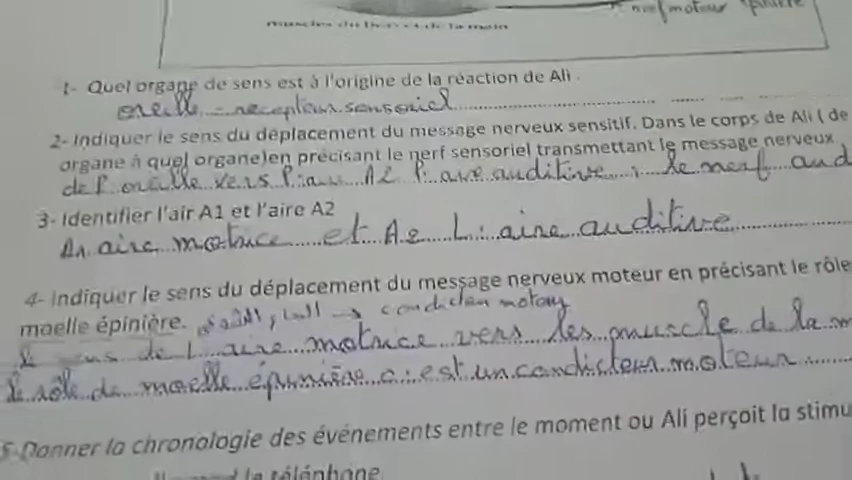 nerf moteur épinière
muscles du bras et de la main
1- Quel organe de sens est à l'origine de la réaction de Ali .
oreille - recepteur sensoriel
2- Indiquer le sens du déplacement du message nerveux sensitif. Dans le corps de Ali ( de
organe à quel organe)en précisant le nerf sensoriel transmettant le message nerveux
de l'oreille vers l'aire A2 l'aire auditive : le nerf aud
3- Identifier l'air A1 et l'aire A2
A1 aire motrice et A2 L: aire auditive
4- Indiquer le sens du déplacement du message nerveux moteur en précisant le rôle
maelle épinière. النخاع الشوكي → conducteur moteur
le sens de L'aire motrice vers les muscle de la m
le rôle de moelle épinière c'est un conducteur moteur
5-Donner la chronologie des événements entre le moment ou Ali perçoit la stimu
le téléphone